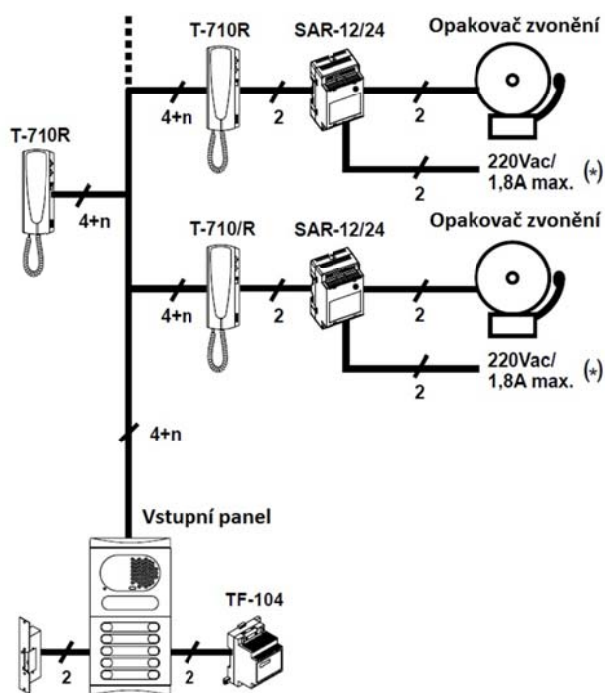 T-710R
SAR-12/24
Opakovač zvonění
4+n
2
2
220Vac/
1,8A max. (*)
2
T-710R
4+n
T-710/R
SAR-12/24
Opakovač zvonění
4+n
2
2
220Vac/
1,8A max. (*)
2
4+n
Vstupní panel
TF-104
2
2